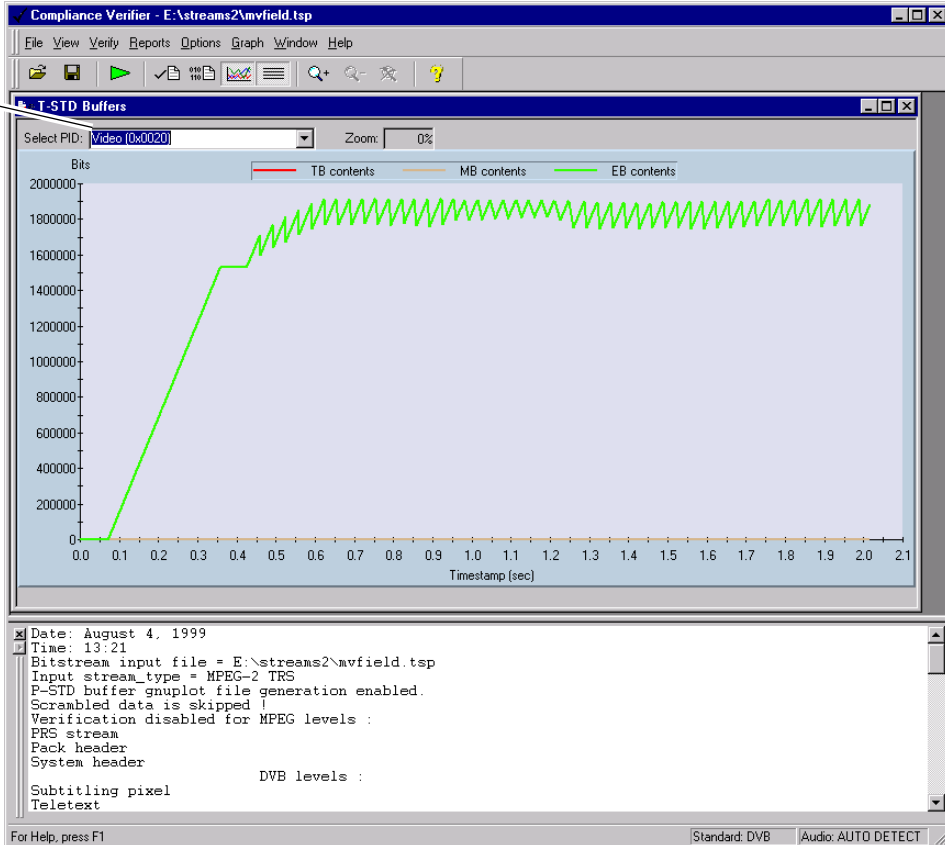 Compliance Verifier - E:\streams2\mvfield.tsp
File View Verify Reports Options Graph Window Help
T-STD Buffers
Select PID: Video (0x0020) Zoom: 0%
Bits
TB contents MB contents EB contents
2000000
1800000
1600000
1400000
1200000
1000000
800000
600000
400000
200000
0
0.0 0.1 0.2 0.3 0.4 0.5 0.6 0.7 0.8 0.9 1.0 1.1 1.2 1.3 1.4 1.5 1.6 1.7 1.8 1.9 2.0 2.1
Timestamp (sec)
Date: August 4, 1999
Time: 13:21
Bitstream input file = E:\streams2\mvfield.tsp
Input stream_type = MPEG-2 TRS
P-STD buffer gnuplot file generation enabled.
Scrambled data is skipped !
Verification disabled for MPEG levels :
PRS stream
Pack header
System header
DVB levels :
Subtitling pixel
Teletext
For Help, press F1 Standard: DVB Audio: AUTO DETECT